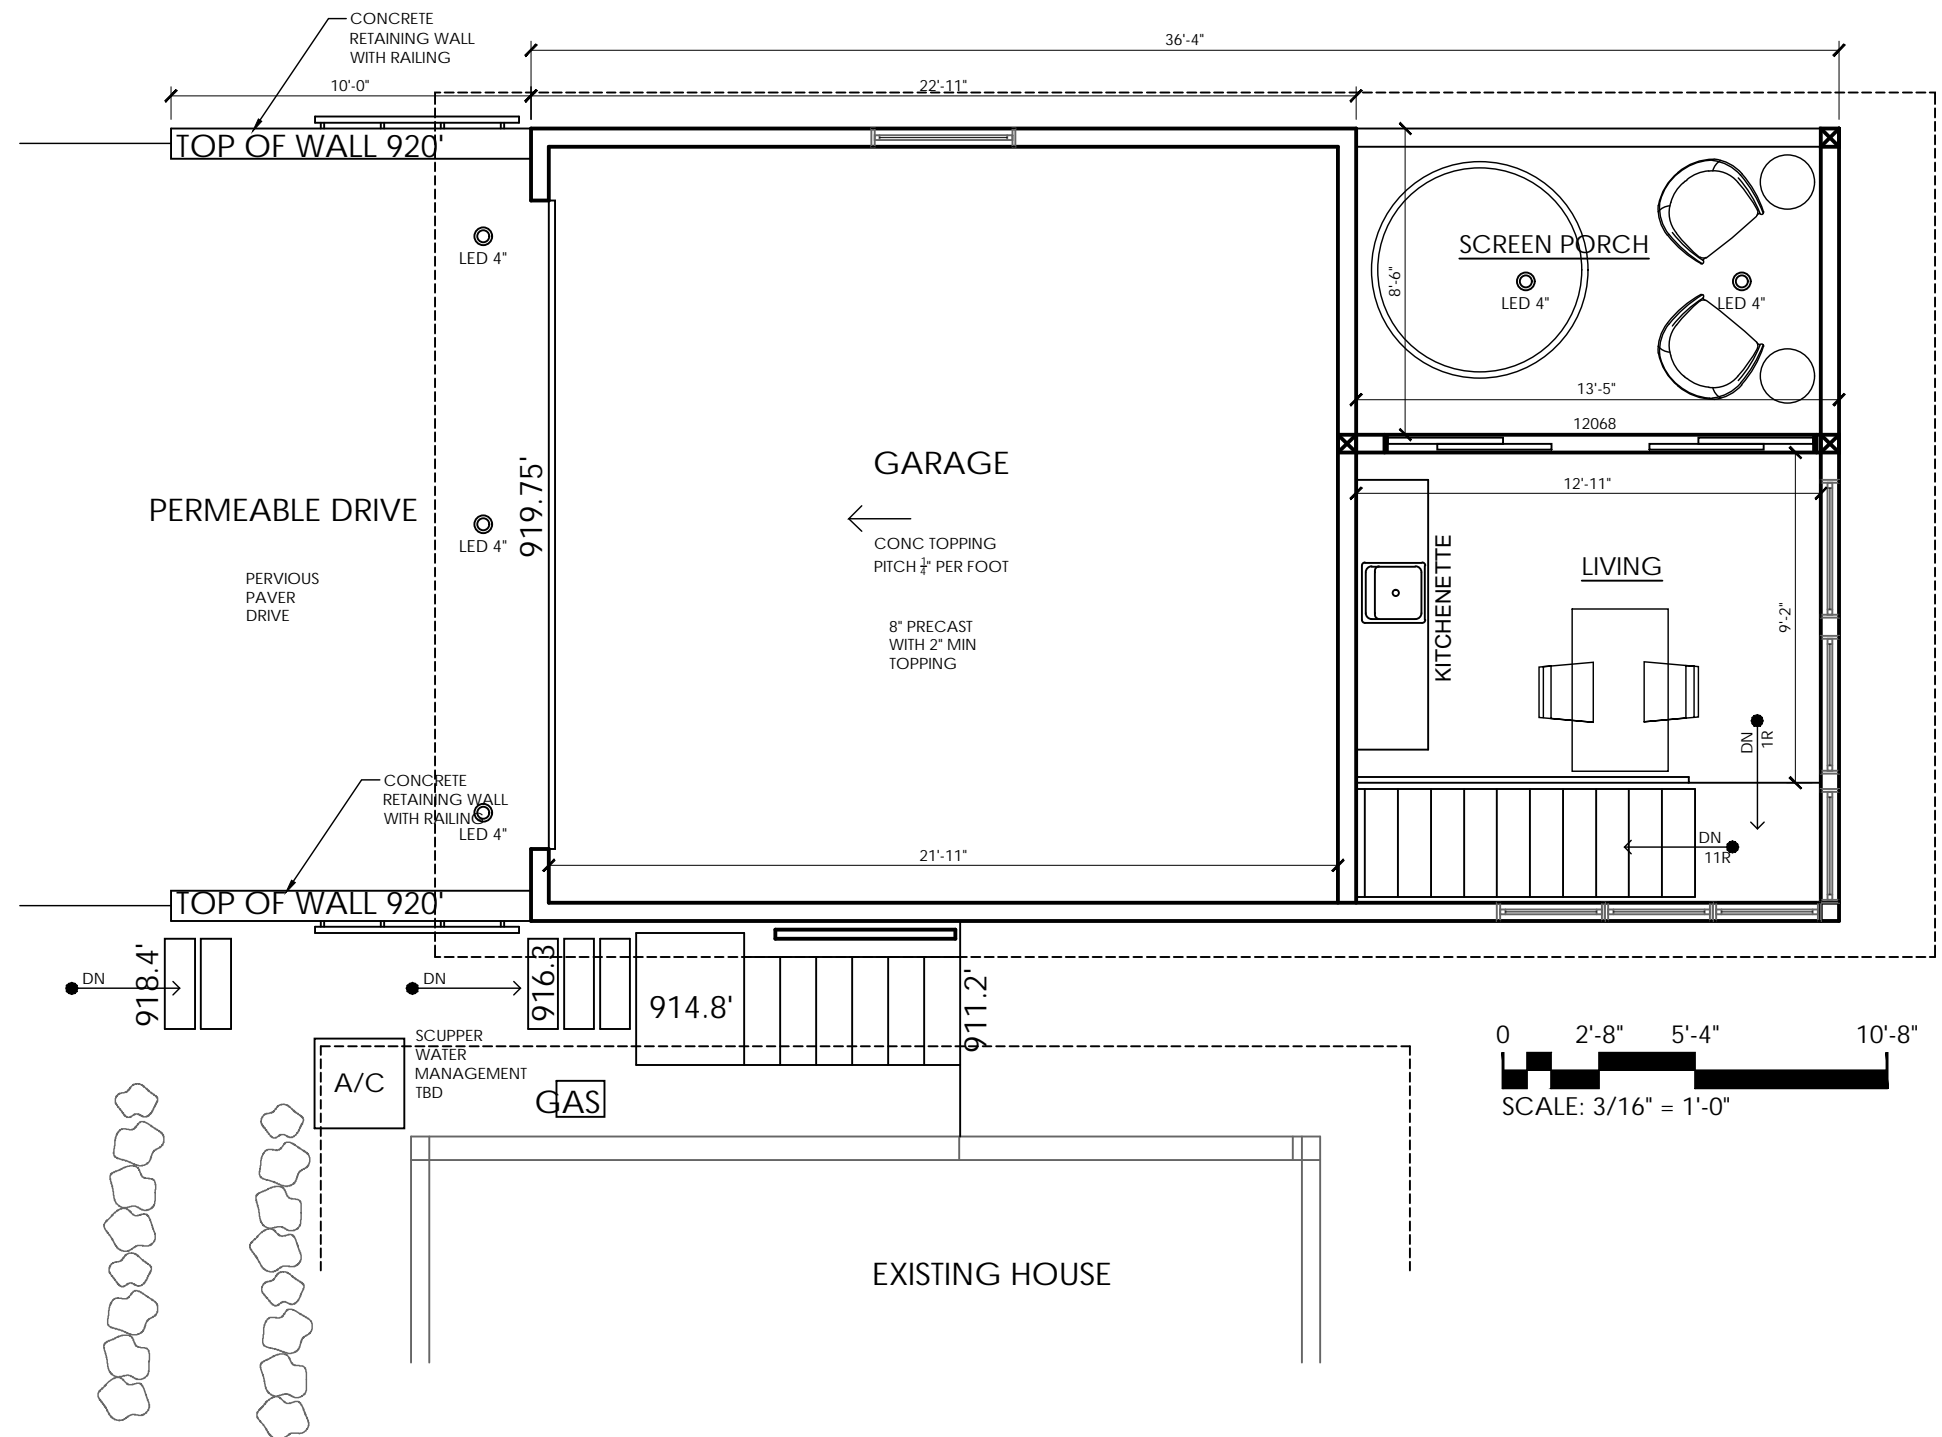 CONCRETE
RETAINING WALL
WITH RAILING
36'-4"
10'-0"
22'-11"
TOP OF WALL 920'
LED 4"
SCREEN PORCH
8'-6"
LED 4"
LED 4"
13'-5"
12068
GARAGE
919.75'
PERMEABLE DRIVE
LED 4"
12'-11"
CONC TOPPING
PITCH 1/4" PER FOOT
PERVIOUS
PAVER
DRIVE
KITCHENETTE
LIVING
9'-2"
8" PRECAST
WITH 2" MIN
TOPPING
DN
1R
CONCRETE
RETAINING WALL
WITH RAILING
LED 4"
21'-11"
DN
11R
TOP OF WALL 920'
DN
918.4'
DN
916.3
914.8'
911.2'
SCUPPER
WATER
MANAGEMENT
TBD
A/C
GAS
0 2'-8" 5'-4" 10'-8"
SCALE: 3/16" = 1'-0"
EXISTING HOUSE